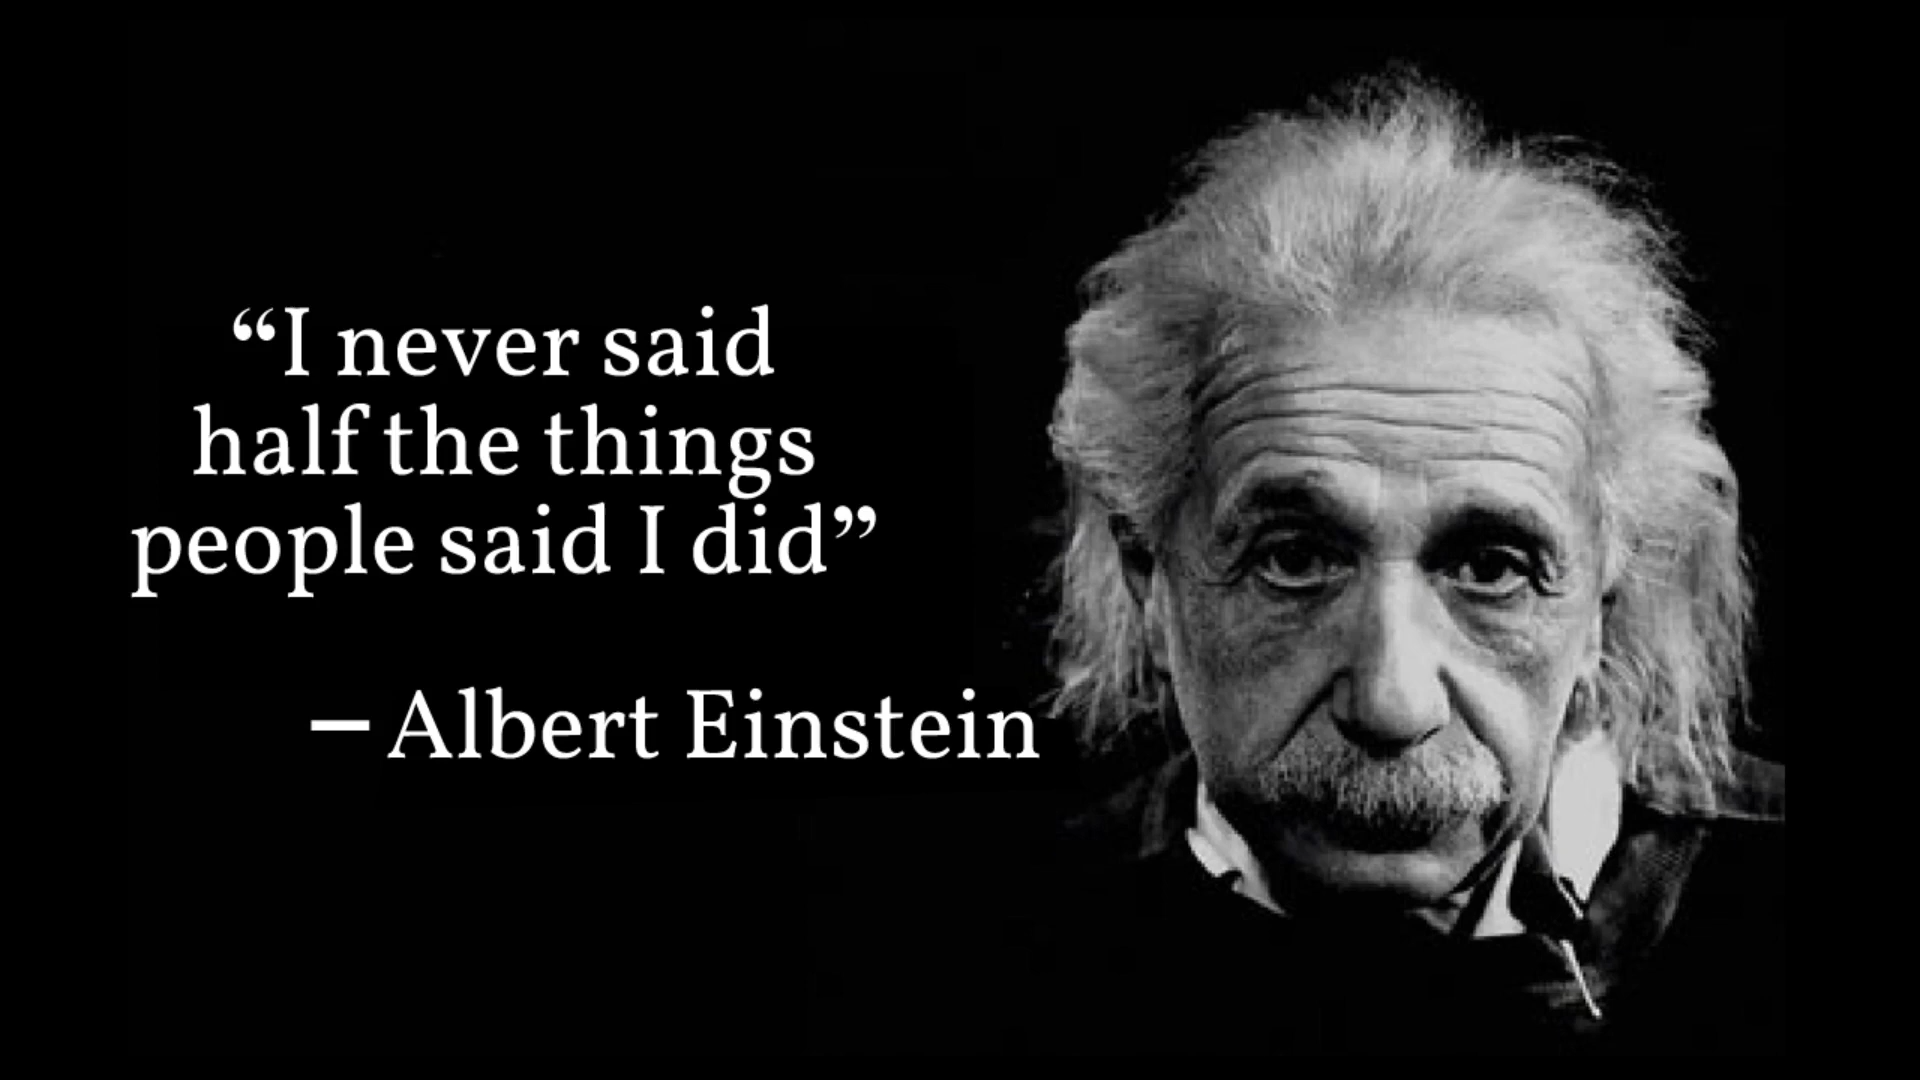 “I never said
half the things
people said I did”
– Albert Einstein